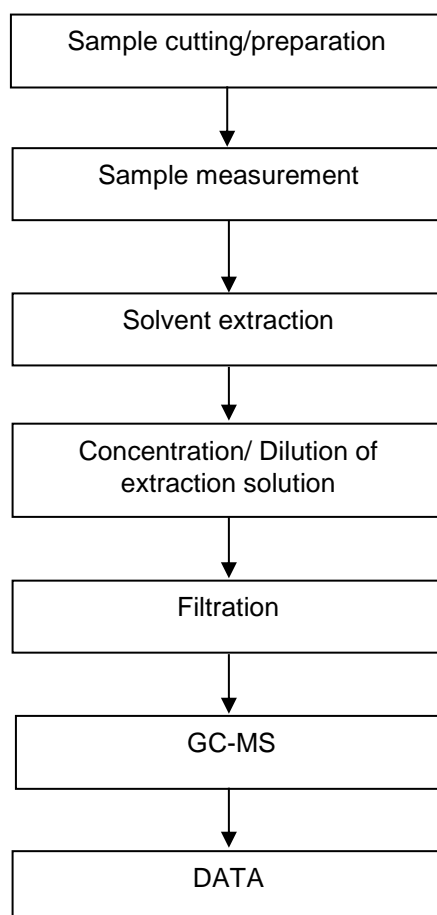 Sample cutting/preparation
Sample measurement
Solvent extraction
Concentration/ Dilution of
extraction solution
Filtration
GC-MS
DATA